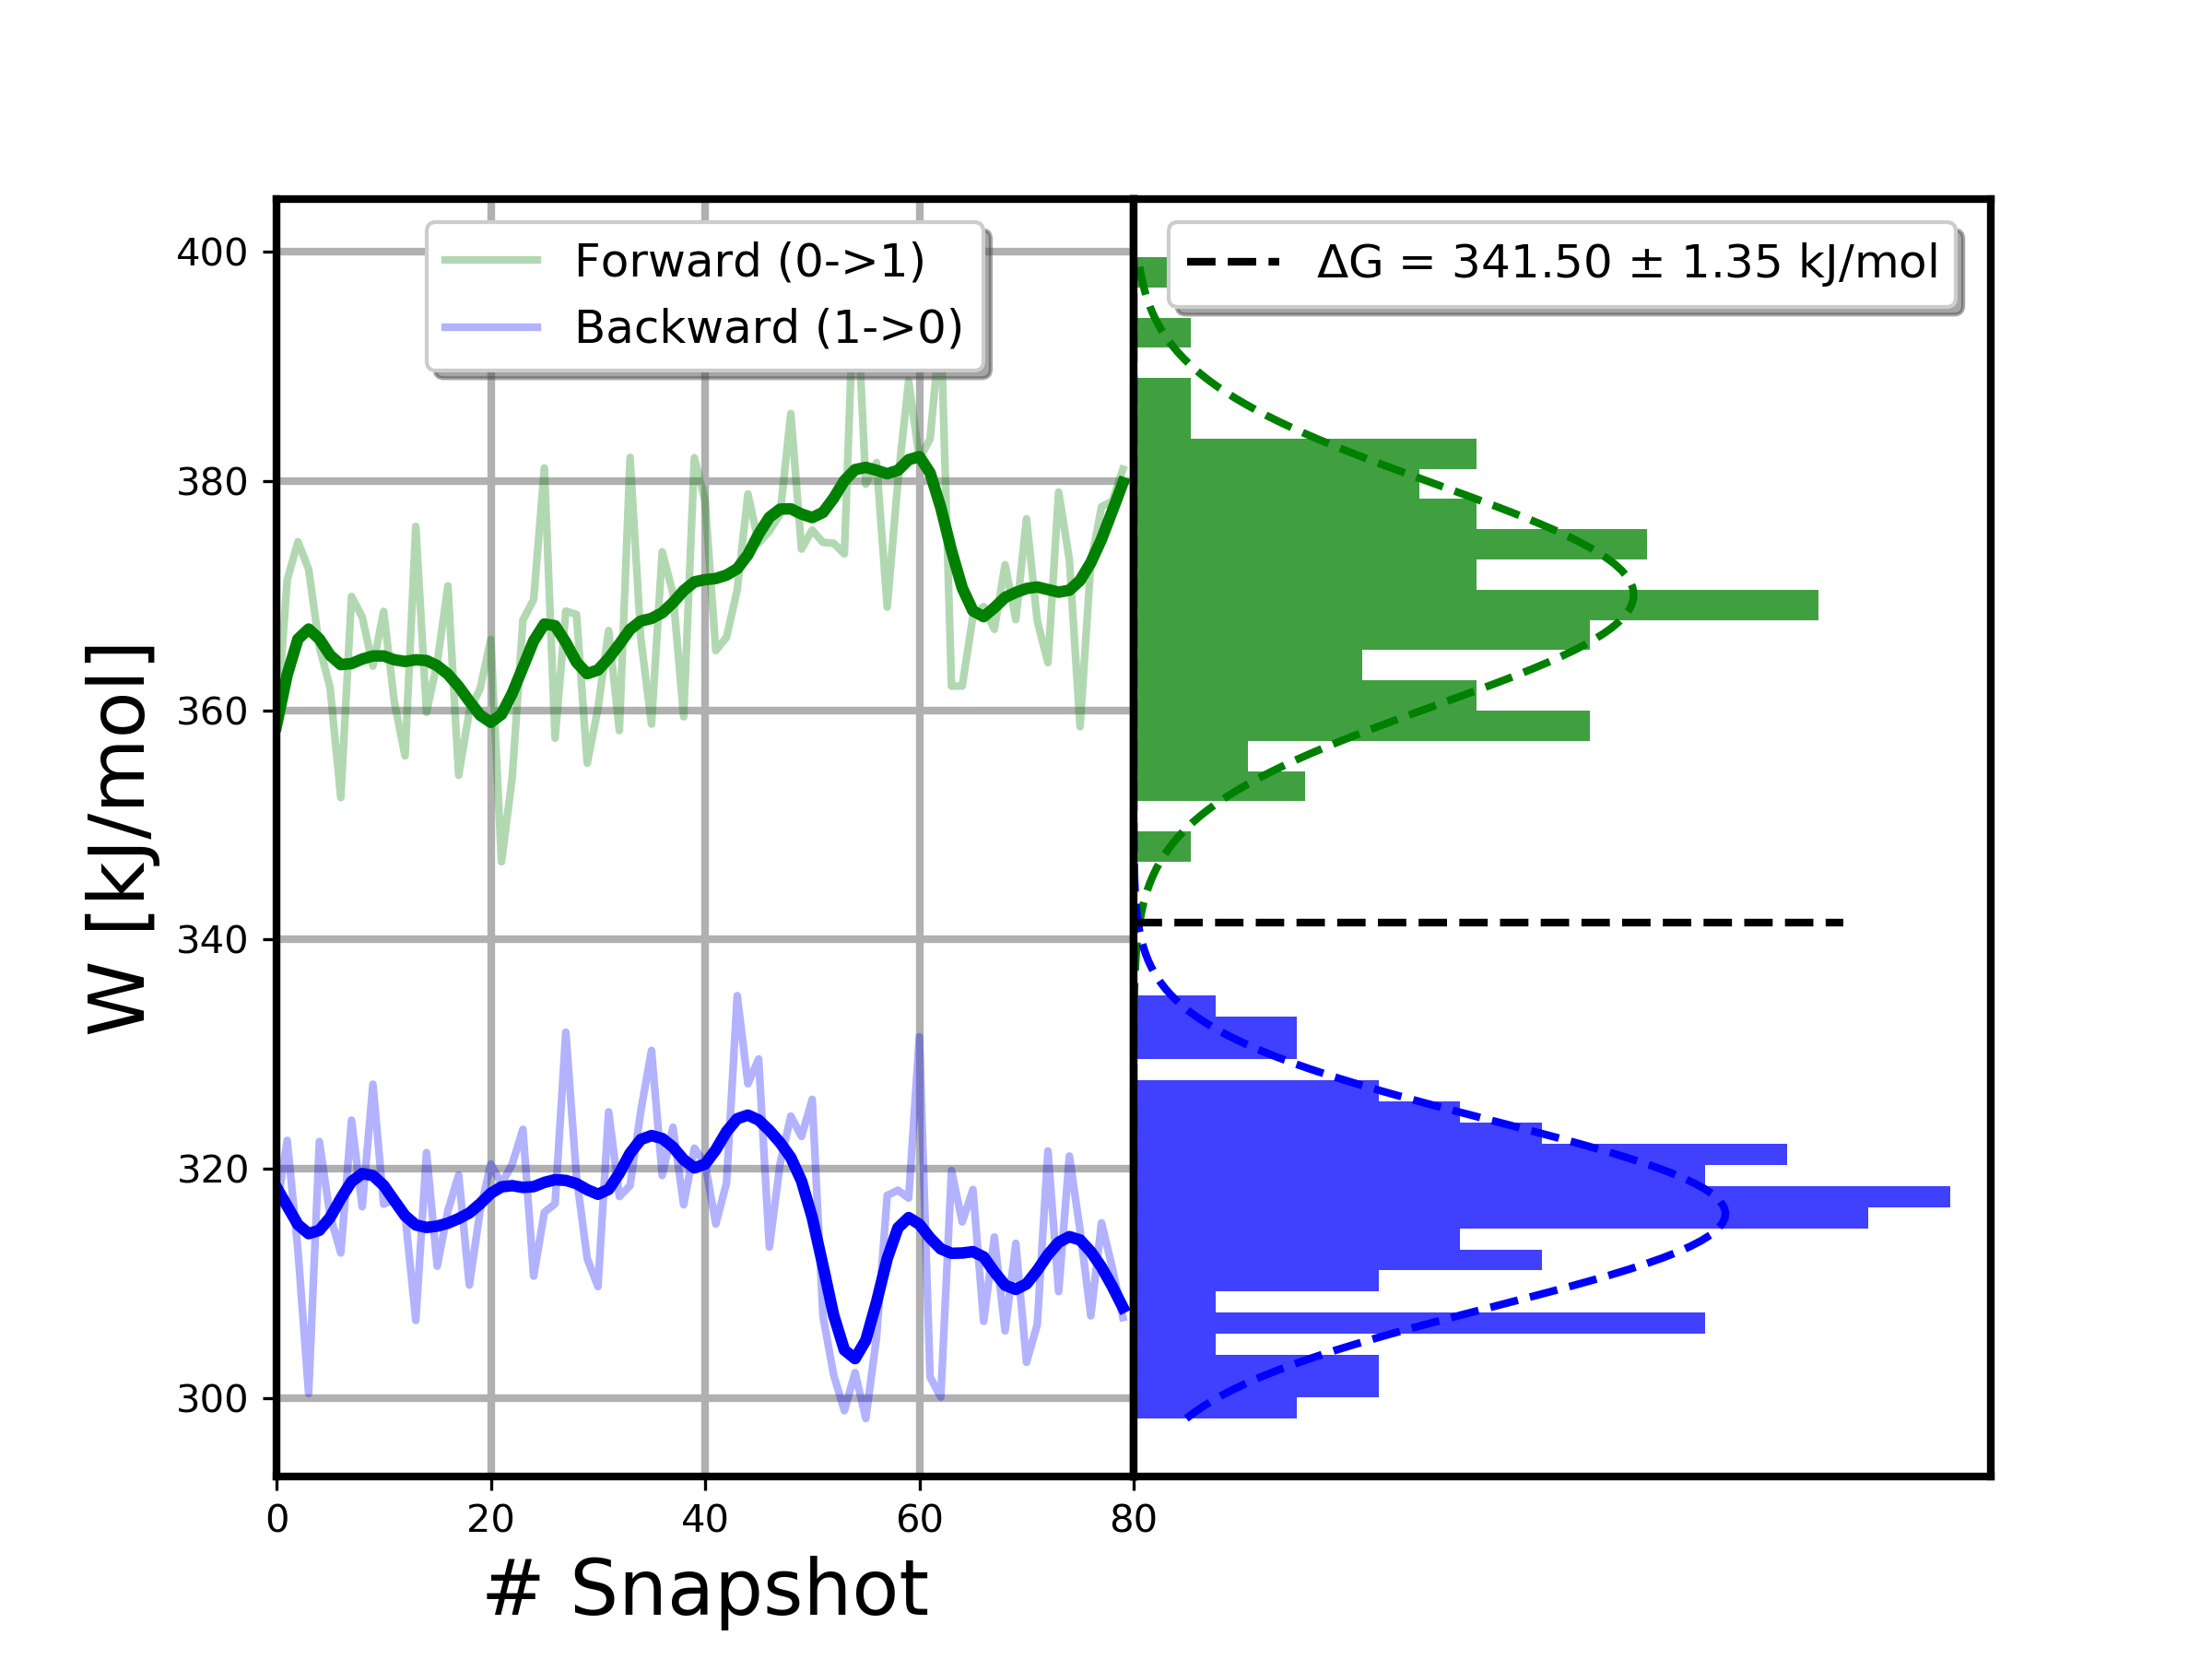 Forward (0->1)
Backward (1->0)
ΔG = 341.50 ± 1.35 kJ/mol
W [kJ/mol]
400
380
360
340
320
300
0 20 40 60 80
# Snapshot